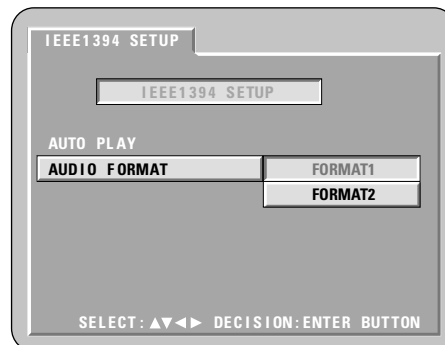 IEEE1394 SETUP
IEEE1394 SETUP
AUTO PLAY
AUDIO FORMAT FORMAT1
FORMAT2
SELECT:▲▼◀▶ DECISION:ENTER BUTTON